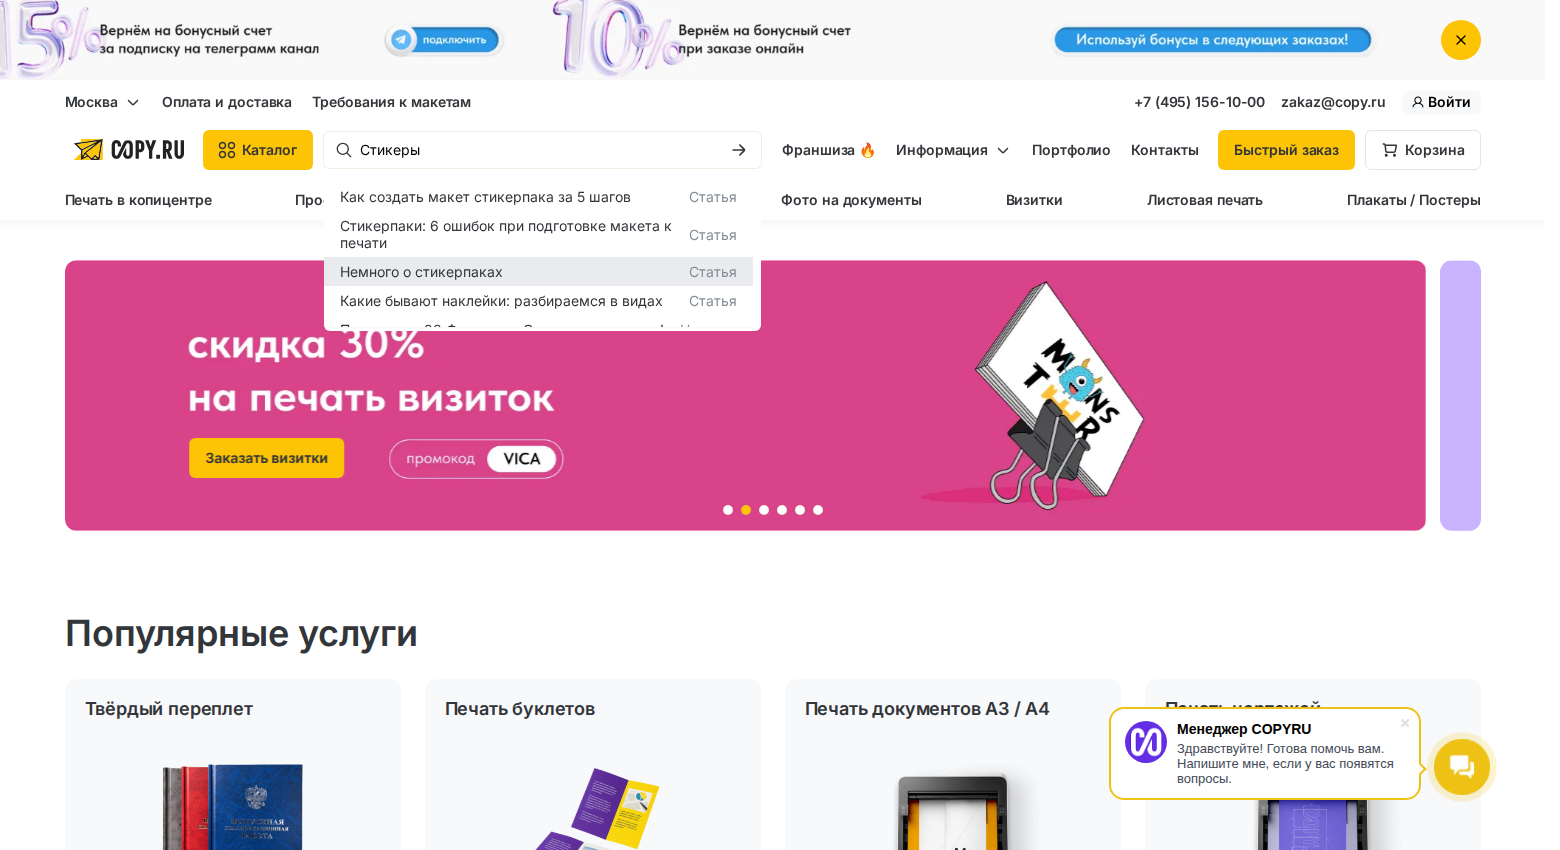 15%
Вернём на бонусный счет
за подписку на телеграмм канал
подключить
10%
Вернём на бонусный счет
при заказе онлайн
Используй бонусы в следующих заказах!
Москва
Оплата и доставка
Требования к макетам
+7 (495) 156-10-00
zakaz@copy.ru
Войти
COPY.RU
Каталог
Стикеры
Франшиза 🔥
Информация
Портфолио
Контакты
Быстрый заказ
Корзина
Печать в копицентре
Фото на документы
Визитки
Листовая печать
Плакаты / Постеры
Как создать макет стикерпака за 5 шагов
Статья
Стикерпаки: 6 ошибок при подготовке макета к
печати
Статья
Немного о стикерпаках
Статья
Какие бывают наклейки: разбираемся в видах
Статья
скидка 30%
на печать визиток
Заказать визитки
промокод
VICA
MONSTER
Популярные услуги
Твёрдый переплет
Печать буклетов
Печать документов А3 / А4
Печать чертежей
Менеджер COPYRU
Здравствуйте! Готова помочь вам.
Напишите мне, если у вас появятся
вопросы.